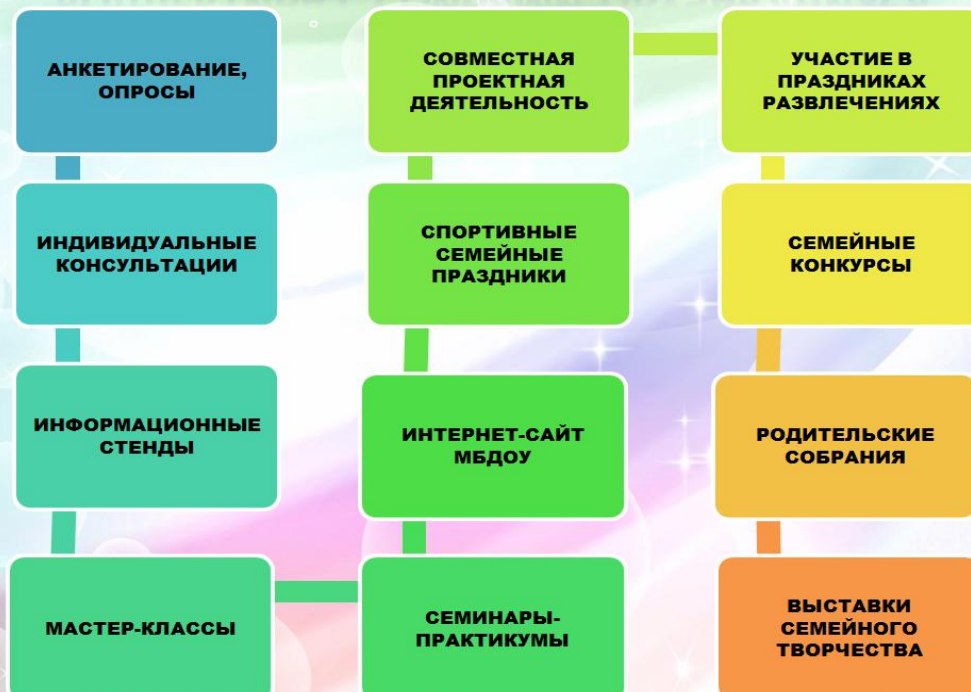 АНКЕТИРОВАНИЕ,
ОПРОСЫ
ИНДИВИДУАЛЬНЫЕ
КОНСУЛЬТАЦИИ
ИНФОРМАЦИОННЫЕ
СТЕНДЫ
МАСТЕР-КЛАССЫ
СЕМИНАРЫ-
ПРАКТИКУМЫ
ИНТЕРНЕТ-САЙТ
МБДОУ
СПОРТИВНЫЕ
СЕМЕЙНЫЕ
ПРАЗДНИКИ
СОВМЕСТНАЯ
ПРОЕКТНАЯ
ДЕЯТЕЛЬНОСТЬ
УЧАСТИЕ В
ПРАЗДНИКАХ
РАЗВЛЕЧЕНИЯХ
СЕМЕЙНЫЕ
КОНКУРСЫ
РОДИТЕЛЬСКИЕ
СОБРАНИЯ
ВЫСТАВКИ
СЕМЕЙНОГО
ТВОРЧЕСТВА